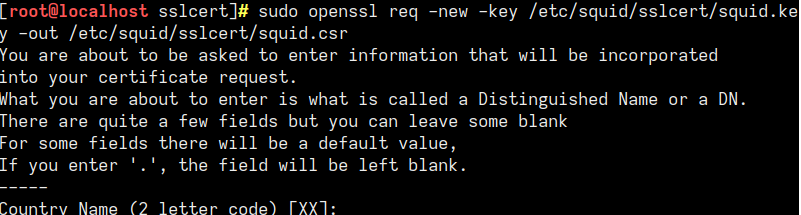 [root@localhost sslcert]# sudo openssl req -new -key /etc/squid/sslcert/squid.ke
y -out /etc/squid/sslcert/squid.csr
You are about to be asked to enter information that will be incorporated
into your certificate request.
What you are about to enter is what is called a Distinguished Name or a DN.
There are quite a few fields but you can leave some blank
For some fields there will be a default value,
If you enter '.', the field will be left blank.
-----
Country Name (2 letter code) [XX]: